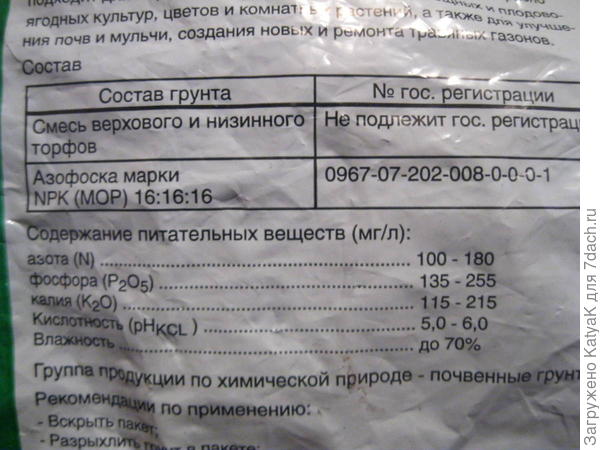 ягодных культур, цветов и комнатных растений, а также для улучше-
ния почв и мульчи, создания новых и ремонта травяных газонов.
Состав
Состав грунта № гос. регистрации
Смесь верхового и низинного Не подлежит гос. регистрац
торфов
Азофоска марки 0967-07-202-008-0-0-0-1
NPK (МОР) 16:16:16
Содержание питательных веществ (мг/л):
азота (N) 100 - 180
фосфора (P₂O₅) 135 - 255
калия (K₂O) 115 - 215
Кислотность (pHKCL) 5,0 - 6,0
Влажность до 70%
Группа продукции по химической природе - почвенные грунт
Рекомендации по применению:
- Вскрыть пакет;
- Разрыхлить грунт в пакете;
Загружено KatyaK для 7dach.ru